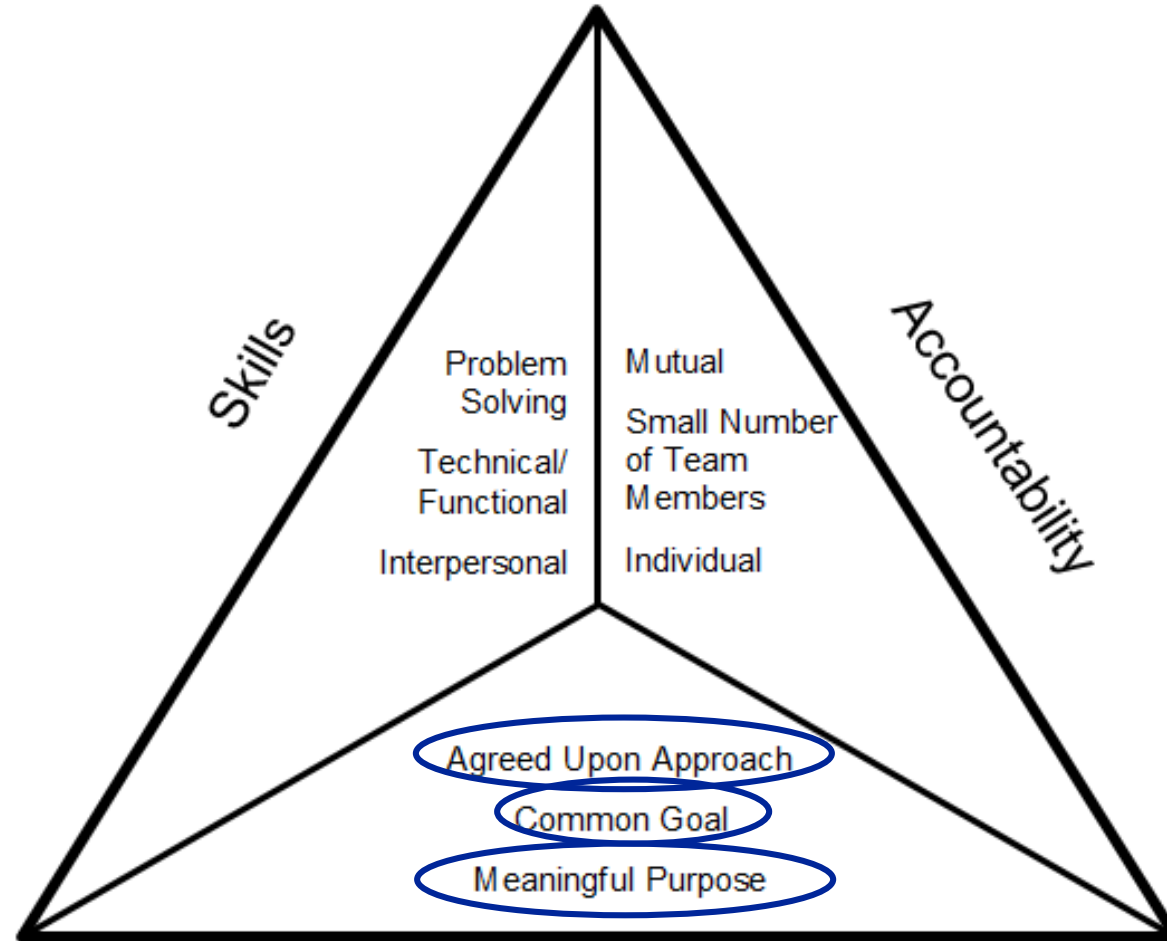 Skills
Accountability
Problem
Solving
Technical/
Functional
Interpersonal
Mutual
Small Number
of Team
Members
Individual
Agreed Upon Approach
Common Goal
Meaningful Purpose